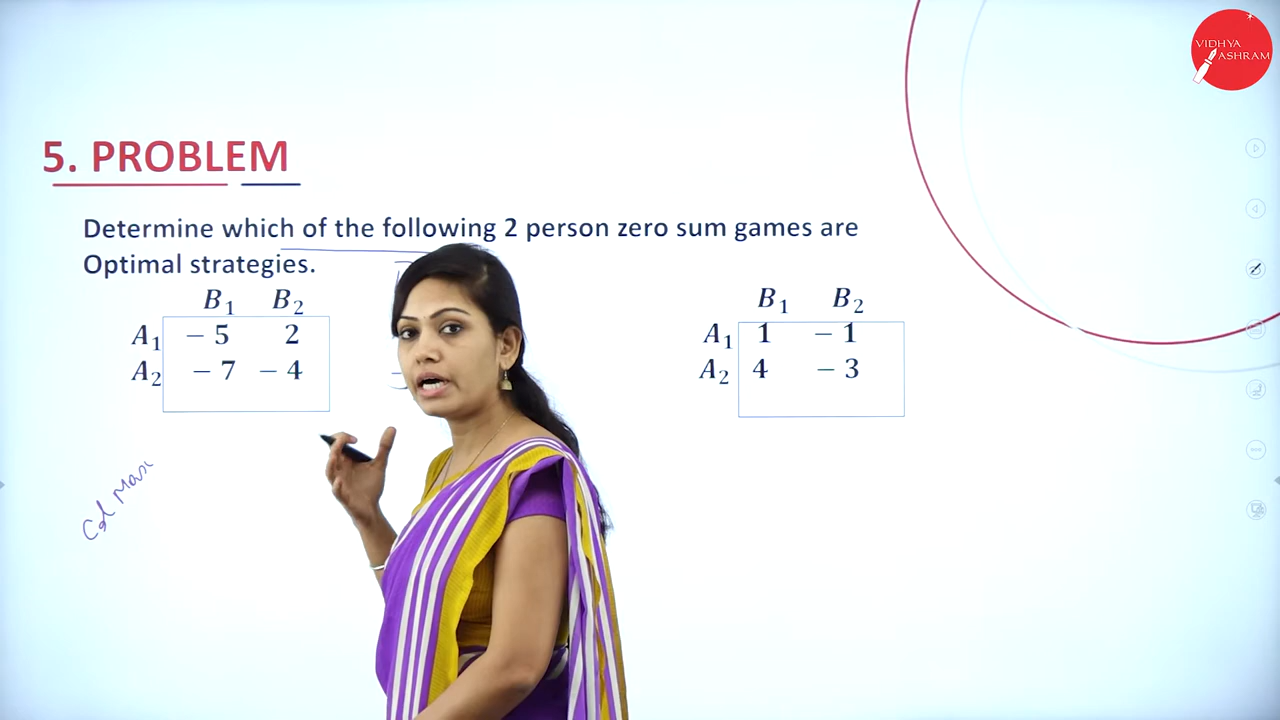 VIDHYA
ASHRAM
5. PROBLEM
Determine which of the following 2 person zero sum games are
Optimal strategies.
B1 B2
A1 − 5 2
A2 − 7 − 4
B1 B2
A1 1 − 1
A2 4 − 3
Col Max